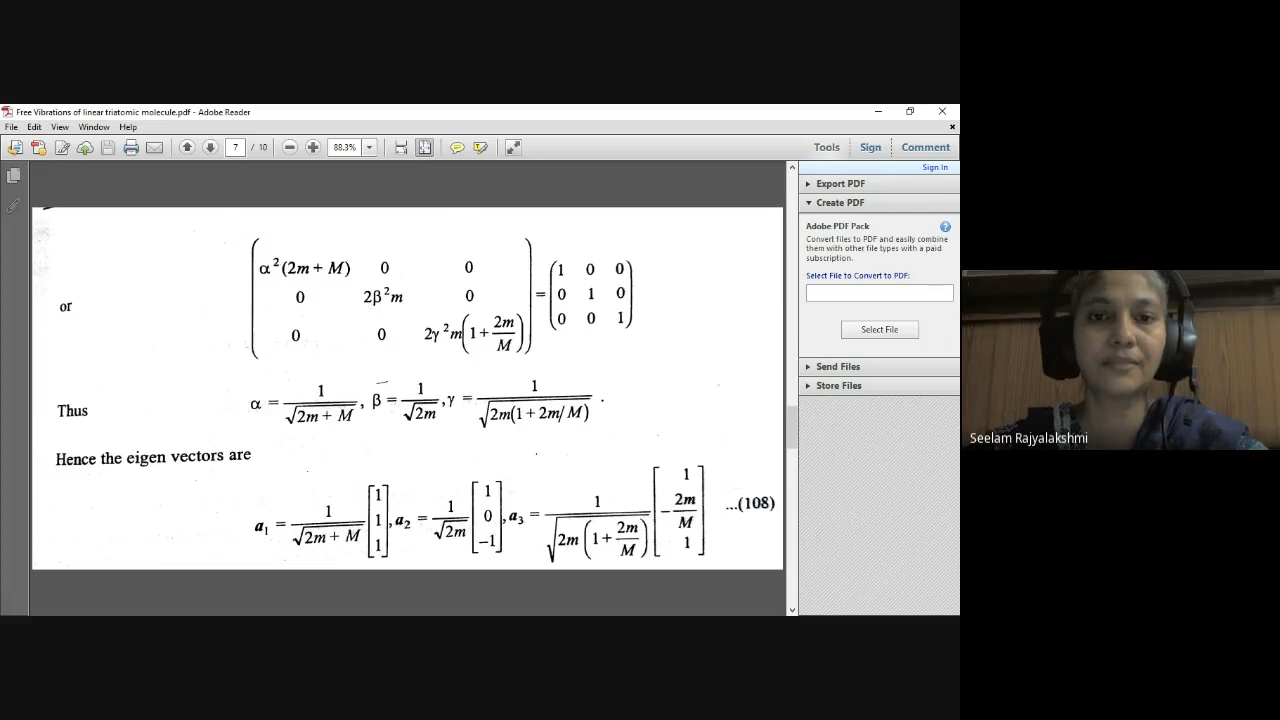 Free Vibrations of linear triatomic molecule.pdf - Adobe Reader
File Edit View Window Help
7 / 10 88.3% Tools Sign Comment
Sign In
Export PDF
Create PDF
Adobe PDF Pack
Convert files to PDF and easily combine
them with other file types with a paid
subscription.
Select File to Convert to PDF:
Select File
Send Files
Store Files
or
α²(2m + M) 0 0
0 2β²m 0
0 0 2γ²m(1 + 2m/M)
=
1 0 0
0 1 0
0 0 1
Thus α = 1/√(2m + M), β = 1/√(2m), γ = 1/√(2m(1 + 2m/M)) .
Hence the eigen vectors are
a₁ = 1/√(2m + M) [1 1 1], a₂ = 1/√(2m) [1 0 −1], a₃ = 1/√(2m(1 + 2m/M)) [1 −2m/M 1] ...(108)
Seelam Rajyalakshmi